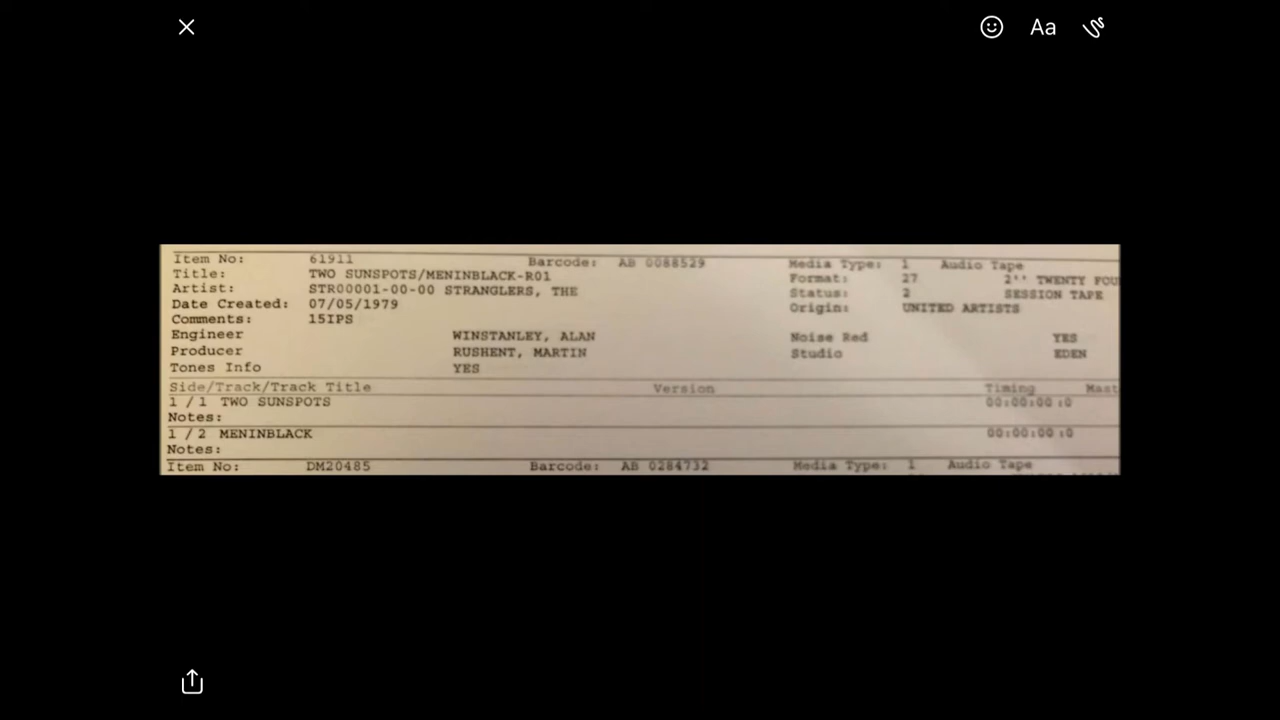 Aa
Item No: 61911 Barcode: AB 0088529 Media Type: 1 Audio Tape
Title: TWO SUNSPOTS/MENINBLACK-R01 Format: 27 2'' TWENTY FOU
Artist: STR00001-00-00 STRANGLERS, THE Status: 2 SESSION TAPE
Date Created: 07/05/1979 Origin: UNITED ARTISTS
Comments: 15IPS
Engineer WINSTANLEY, ALAN Noise Red YES
Producer RUSHENT, MARTIN Studio EDEN
Tones Info YES
Side/Track/Track Title Version Timing Mast
1 / 1 TWO SUNSPOTS 00:00:00:0
Notes:
1 / 2 MENINBLACK 00:00:00:0
Notes:
Item No: DM20485 Barcode: AB 0284732 Media Type: 1 Audio Tape